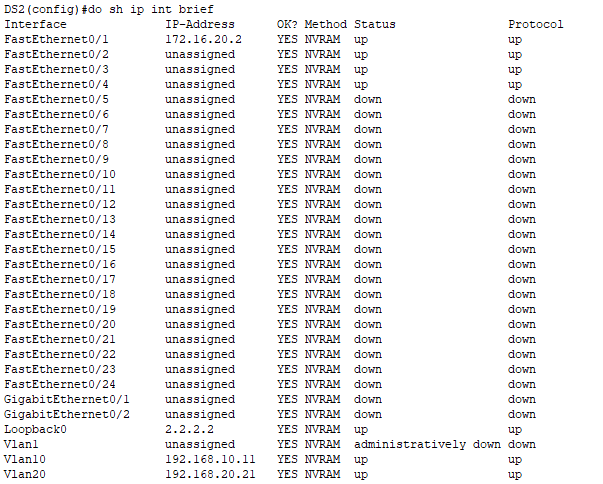 DS2(config)#do sh ip int brief
Interface IP-Address OK? Method Status Protocol
FastEthernet0/1 172.16.20.2 YES NVRAM up up
FastEthernet0/2 unassigned YES NVRAM up up
FastEthernet0/3 unassigned YES NVRAM up up
FastEthernet0/4 unassigned YES NVRAM up up
FastEthernet0/5 unassigned YES NVRAM down down
FastEthernet0/6 unassigned YES NVRAM down down
FastEthernet0/7 unassigned YES NVRAM down down
FastEthernet0/8 unassigned YES NVRAM down down
FastEthernet0/9 unassigned YES NVRAM down down
FastEthernet0/10 unassigned YES NVRAM down down
FastEthernet0/11 unassigned YES NVRAM down down
FastEthernet0/12 unassigned YES NVRAM down down
FastEthernet0/13 unassigned YES NVRAM down down
FastEthernet0/14 unassigned YES NVRAM down down
FastEthernet0/15 unassigned YES NVRAM down down
FastEthernet0/16 unassigned YES NVRAM down down
FastEthernet0/17 unassigned YES NVRAM down down
FastEthernet0/18 unassigned YES NVRAM down down
FastEthernet0/19 unassigned YES NVRAM down down
FastEthernet0/20 unassigned YES NVRAM down down
FastEthernet0/21 unassigned YES NVRAM down down
FastEthernet0/22 unassigned YES NVRAM down down
FastEthernet0/23 unassigned YES NVRAM down down
FastEthernet0/24 unassigned YES NVRAM down down
GigabitEthernet0/1 unassigned YES NVRAM down down
GigabitEthernet0/2 unassigned YES NVRAM down down
Loopback0 2.2.2.2 YES NVRAM up up
Vlan1 unassigned YES NVRAM administratively down down
Vlan10 192.168.10.11 YES NVRAM up up
Vlan20 192.168.20.21 YES NVRAM up up